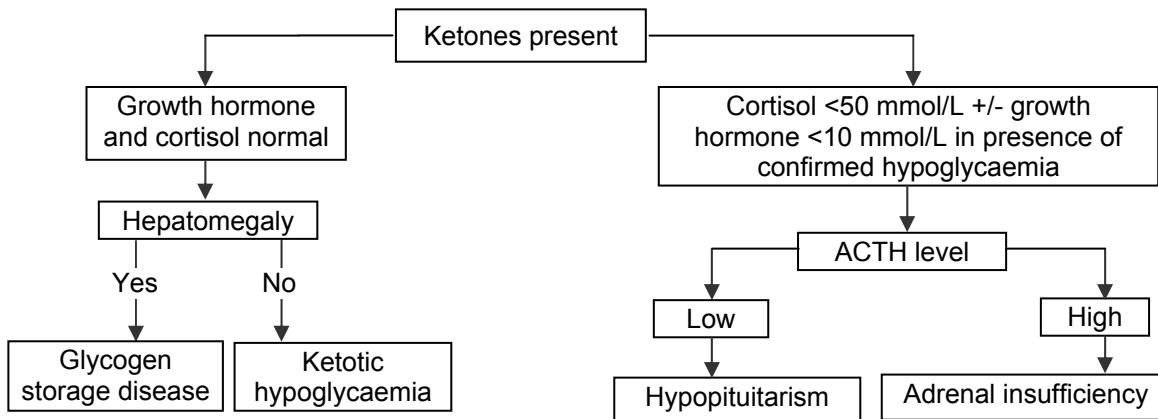 Ketones present
Growth hormone
and cortisol normal
Cortisol <50 mmol/L +/- growth
hormone <10 mmol/L in presence of
confirmed hypoglycaemia
Hepatomegaly
ACTH level
Yes
No
Low
High
Glycogen
storage disease
Ketotic
hypoglycaemia
Hypopituitarism
Adrenal insufficiency